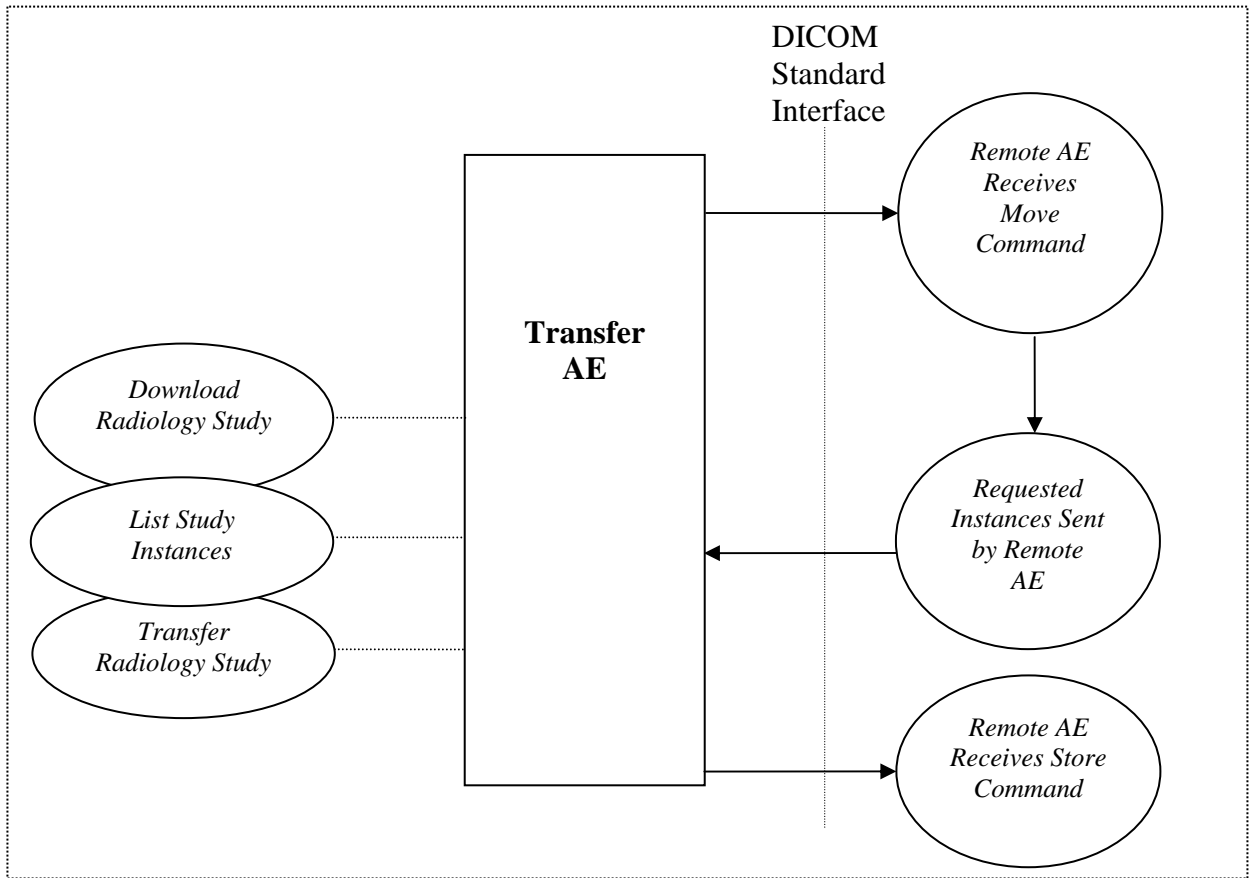 DICOM
Standard
Interface
Remote AE
Receives
Move
Command
Transfer
AE
Download
Radiology Study
List Study
Instances
Transfer
Radiology Study
Requested
Instances Sent
by Remote
AE
Remote AE
Receives Store
Command